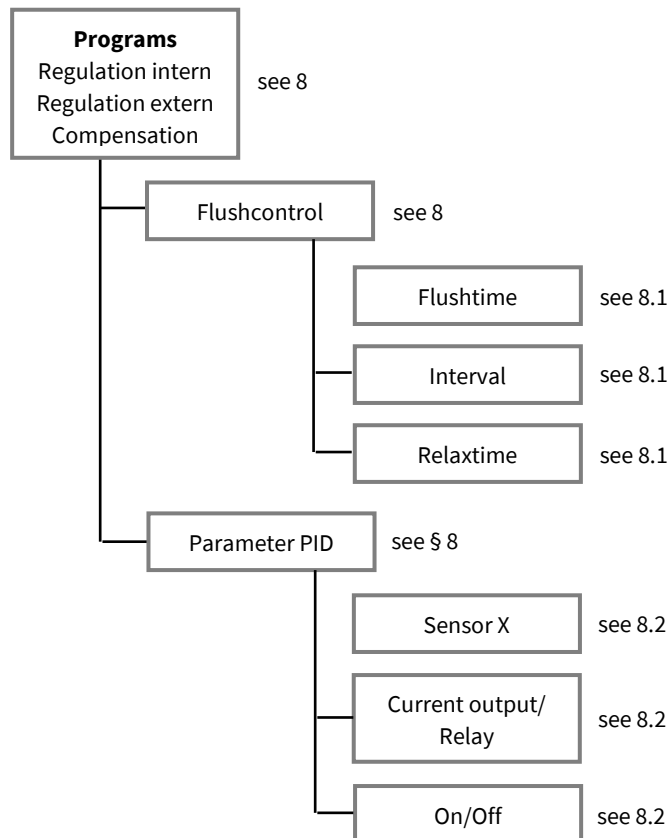 Programs
Regulation intern
Regulation extern
Compensation
see 8
Flushcontrol
see 8
Flushtime
see 8.1
Interval
see 8.1
Relaxtime
see 8.1
Parameter PID
see § 8
Sensor X
see 8.2
Current output/
Relay
see 8.2
On/Off
see 8.2